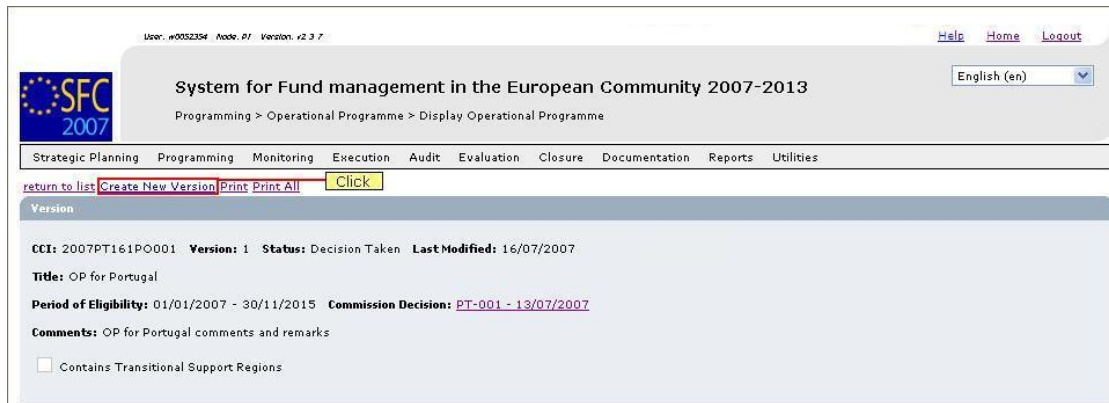 User. w0052354 Node. D1 Version. v2 3 7
Help Home Logout
English (en)
SFC
2007
System for Fund management in the European Community 2007-2013
Programming > Operational Programme > Display Operational Programme
Strategic Planning Programming Monitoring Execution Audit Evaluation Closure Documentation Reports Utilities
return to list Create New Version Print Print All Click
Version
CCI: 2007PT161PO001 Version: 1 Status: Decision Taken Last Modified: 16/07/2007
Title: OP for Portugal
Period of Eligibility: 01/01/2007 - 30/11/2015 Commission Decision: PT-001 - 13/07/2007
Comments: OP for Portugal comments and remarks
Contains Transitional Support Regions